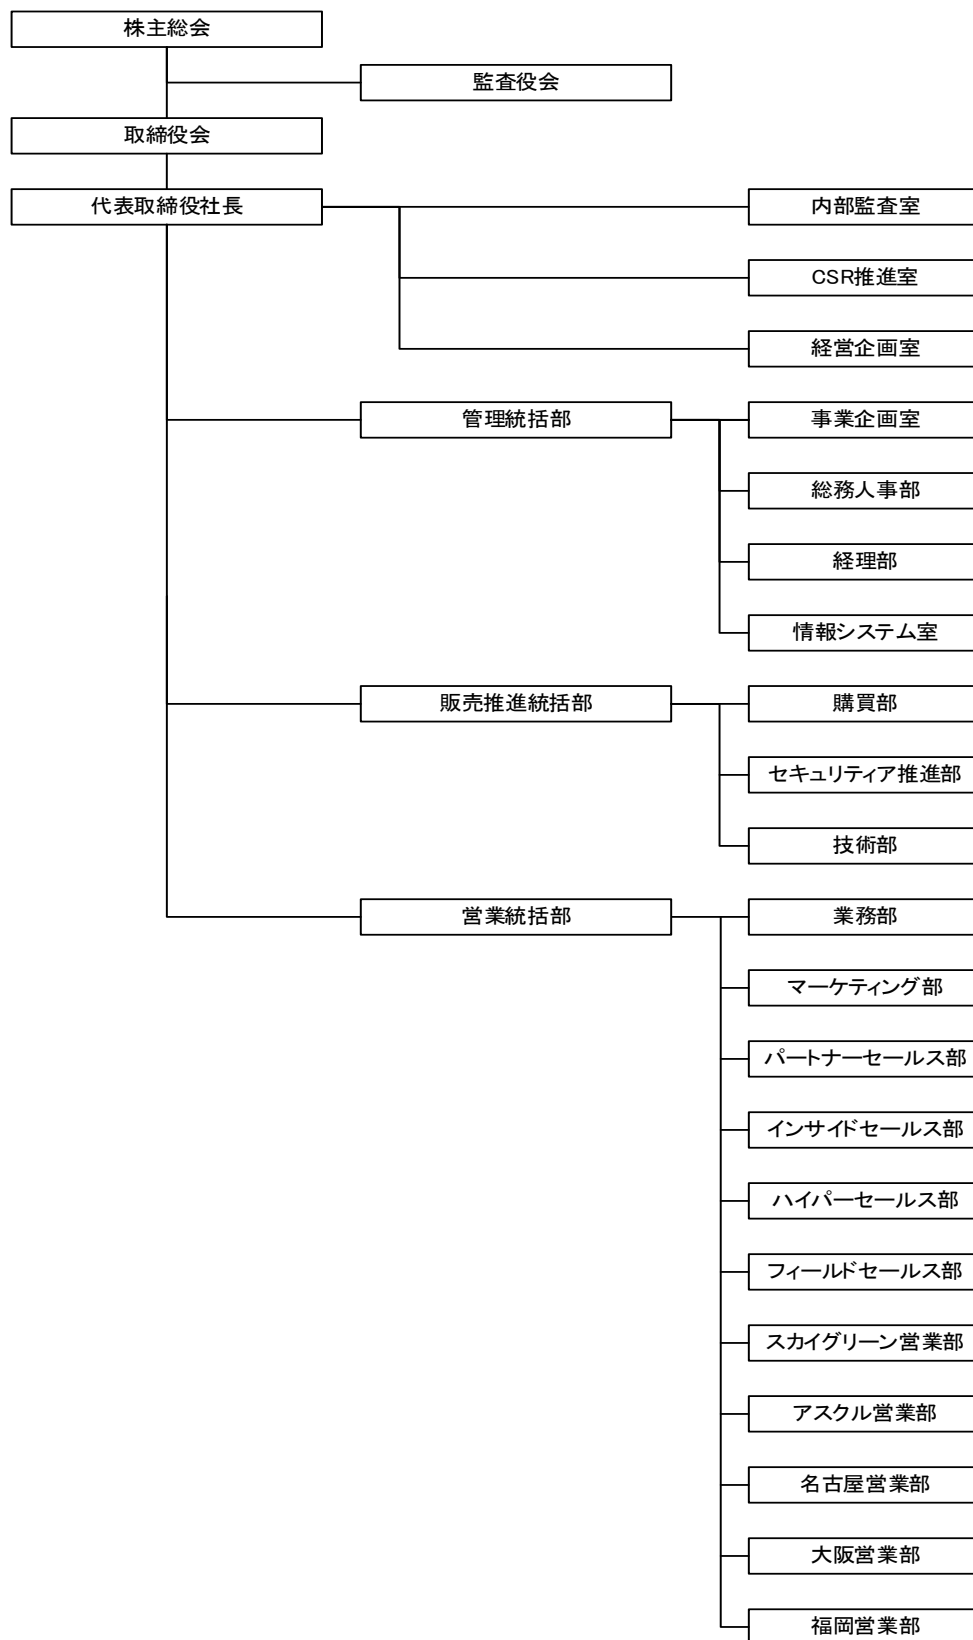 株主総会
監査役会
取締役会
代表取締役社長
内部監査室
CSR推進室
経営企画室
管理統括部
事業企画室
総務人事部
経理部
情報システム室
販売推進統括部
購買部
セキュリティア推進部
技術部
営業統括部
業務部
マーケティング部
パートナーセールス部
インサイドセールス部
ハイパーセールス部
フィールドセールス部
スカイグリーン営業部
アスクル営業部
名古屋営業部
大阪営業部
福岡営業部